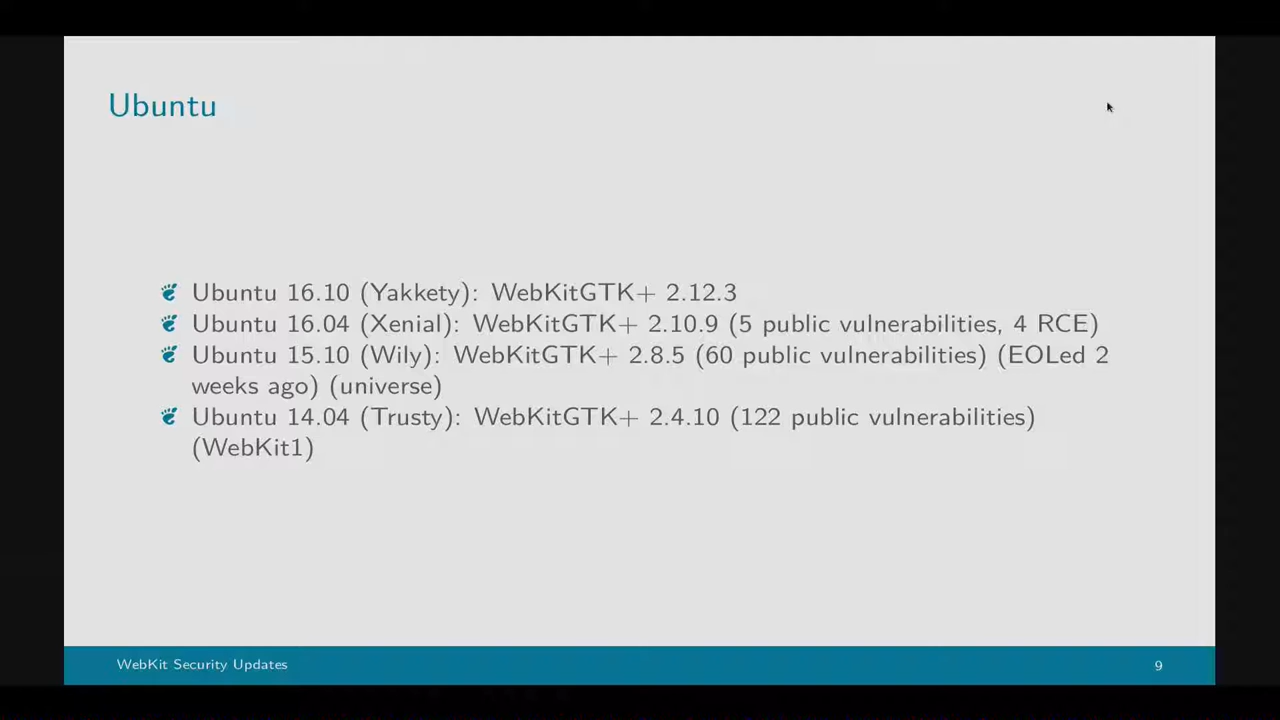 Ubuntu
Ubuntu 16.10 (Yakkety): WebKitGTK+ 2.12.3
Ubuntu 16.04 (Xenial): WebKitGTK+ 2.10.9 (5 public vulnerabilities, 4 RCE)
Ubuntu 15.10 (Wily): WebKitGTK+ 2.8.5 (60 public vulnerabilities) (EOLed 2
weeks ago) (universe)
Ubuntu 14.04 (Trusty): WebKitGTK+ 2.4.10 (122 public vulnerabilities)
(WebKit1)
WebKit Security Updates
9